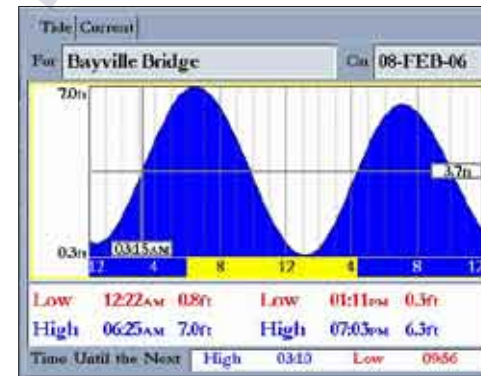 Tide Current
For Bayville Bridge On 08-FEB-06
7.0ft
3.7ft
03:15AM
0.3ft
12 4 8 12 4 8 12
Low 12:22AM 0.8ft Low 01:11PM 0.3ft
High 06:25AM 7.0ft High 07:03PM 6.3ft
Time Until the Next High 03:10 Low 09:56